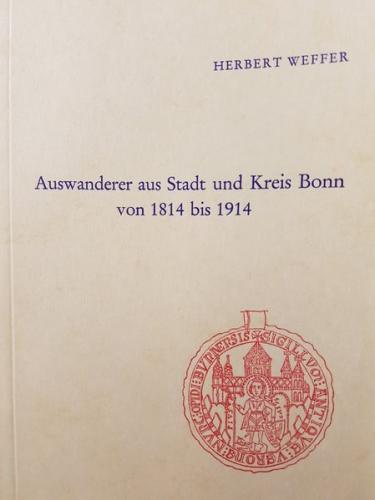 HERBERT WEFFER
Auswanderer aus Stadt und Kreis Bonn
von 1814 bis 1914